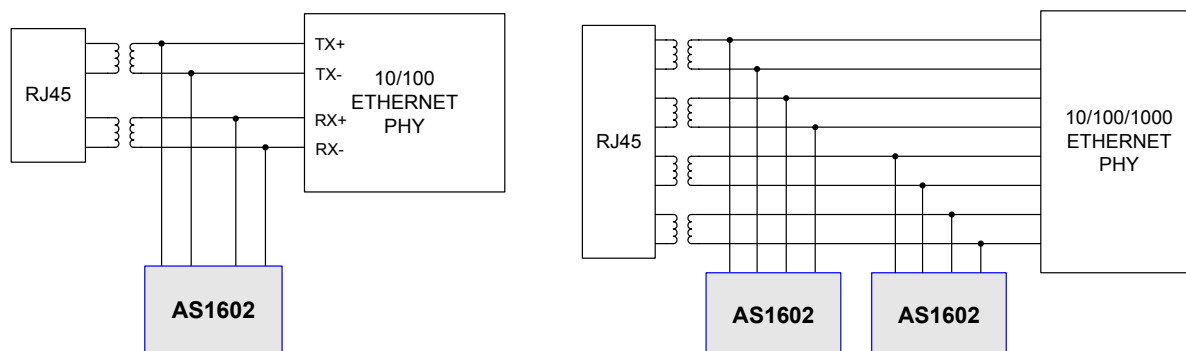 RJ45
TX+
TX-
RX+
RX-
10/100
ETHERNET
PHY
AS1602
RJ45
10/100/1000
ETHERNET
PHY
AS1602
AS1602